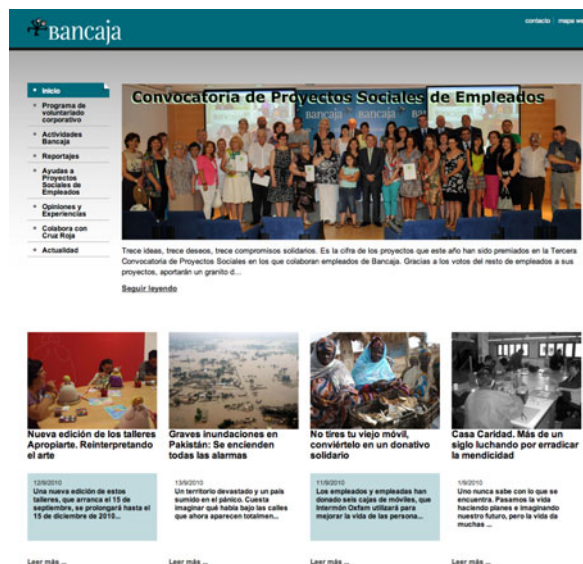 Bancaja
contacto
mapa we
Inicio
Programa de
voluntariado
corporativo
Actividades
Bancaja
Reportajes
Ayudas a
Proyectos
Sociales de
Empleados
Opiniones y
Experiencias
Colabora con
Cruz Roja
Actualidad
Convocatoria de Proyectos Sociales de Empleados
Bancaja
Trece ideas, trece deseos, trece compromisos solidarios. Es la cifra de los proyectos que este año han sido premiados en la Tercera
Convocatoria de Proyectos Sociales en los que colaboran empleados de Bancaja. Gracias a los votos del resto de empleados a sus
proyectos, aportarán un granito d...
Seguir leyendo
Nueva edición de los talleres
Apropiarte. Reinterpretando
el arte
12/9/2010
Una nueva edición de estos
talleres, que arranca el 15 de
septiembre, se prolongará hasta el
15 de diciembre de 2010...
Leer más ...
Graves inundaciones en
Pakistán: Se encienden
todas las alarmas
13/9/2010
Un territorio devastado y un país
sumido en el pánico. Cuesta
imaginar qué había bajo las calles
que ahora aparecen totalmen...
Leer más ...
No tires tu viejo móvil,
conviértelo en un donativo
solidario
11/9/2010
Los empleados y empleadas han
donado seis cajas de móviles, que
Intermón Oxfam utilizará para
mejorar la vida de las persona...
Leer más ...
Casa Caridad. Más de un
siglo luchando por erradicar
la mendicidad
1/9/2010
Uno nunca sabe con lo que se
encuentra. Pasamos la vida
haciendo planes e imaginando
nuestro futuro, pero la vida da
muchas ...
Leer más ...